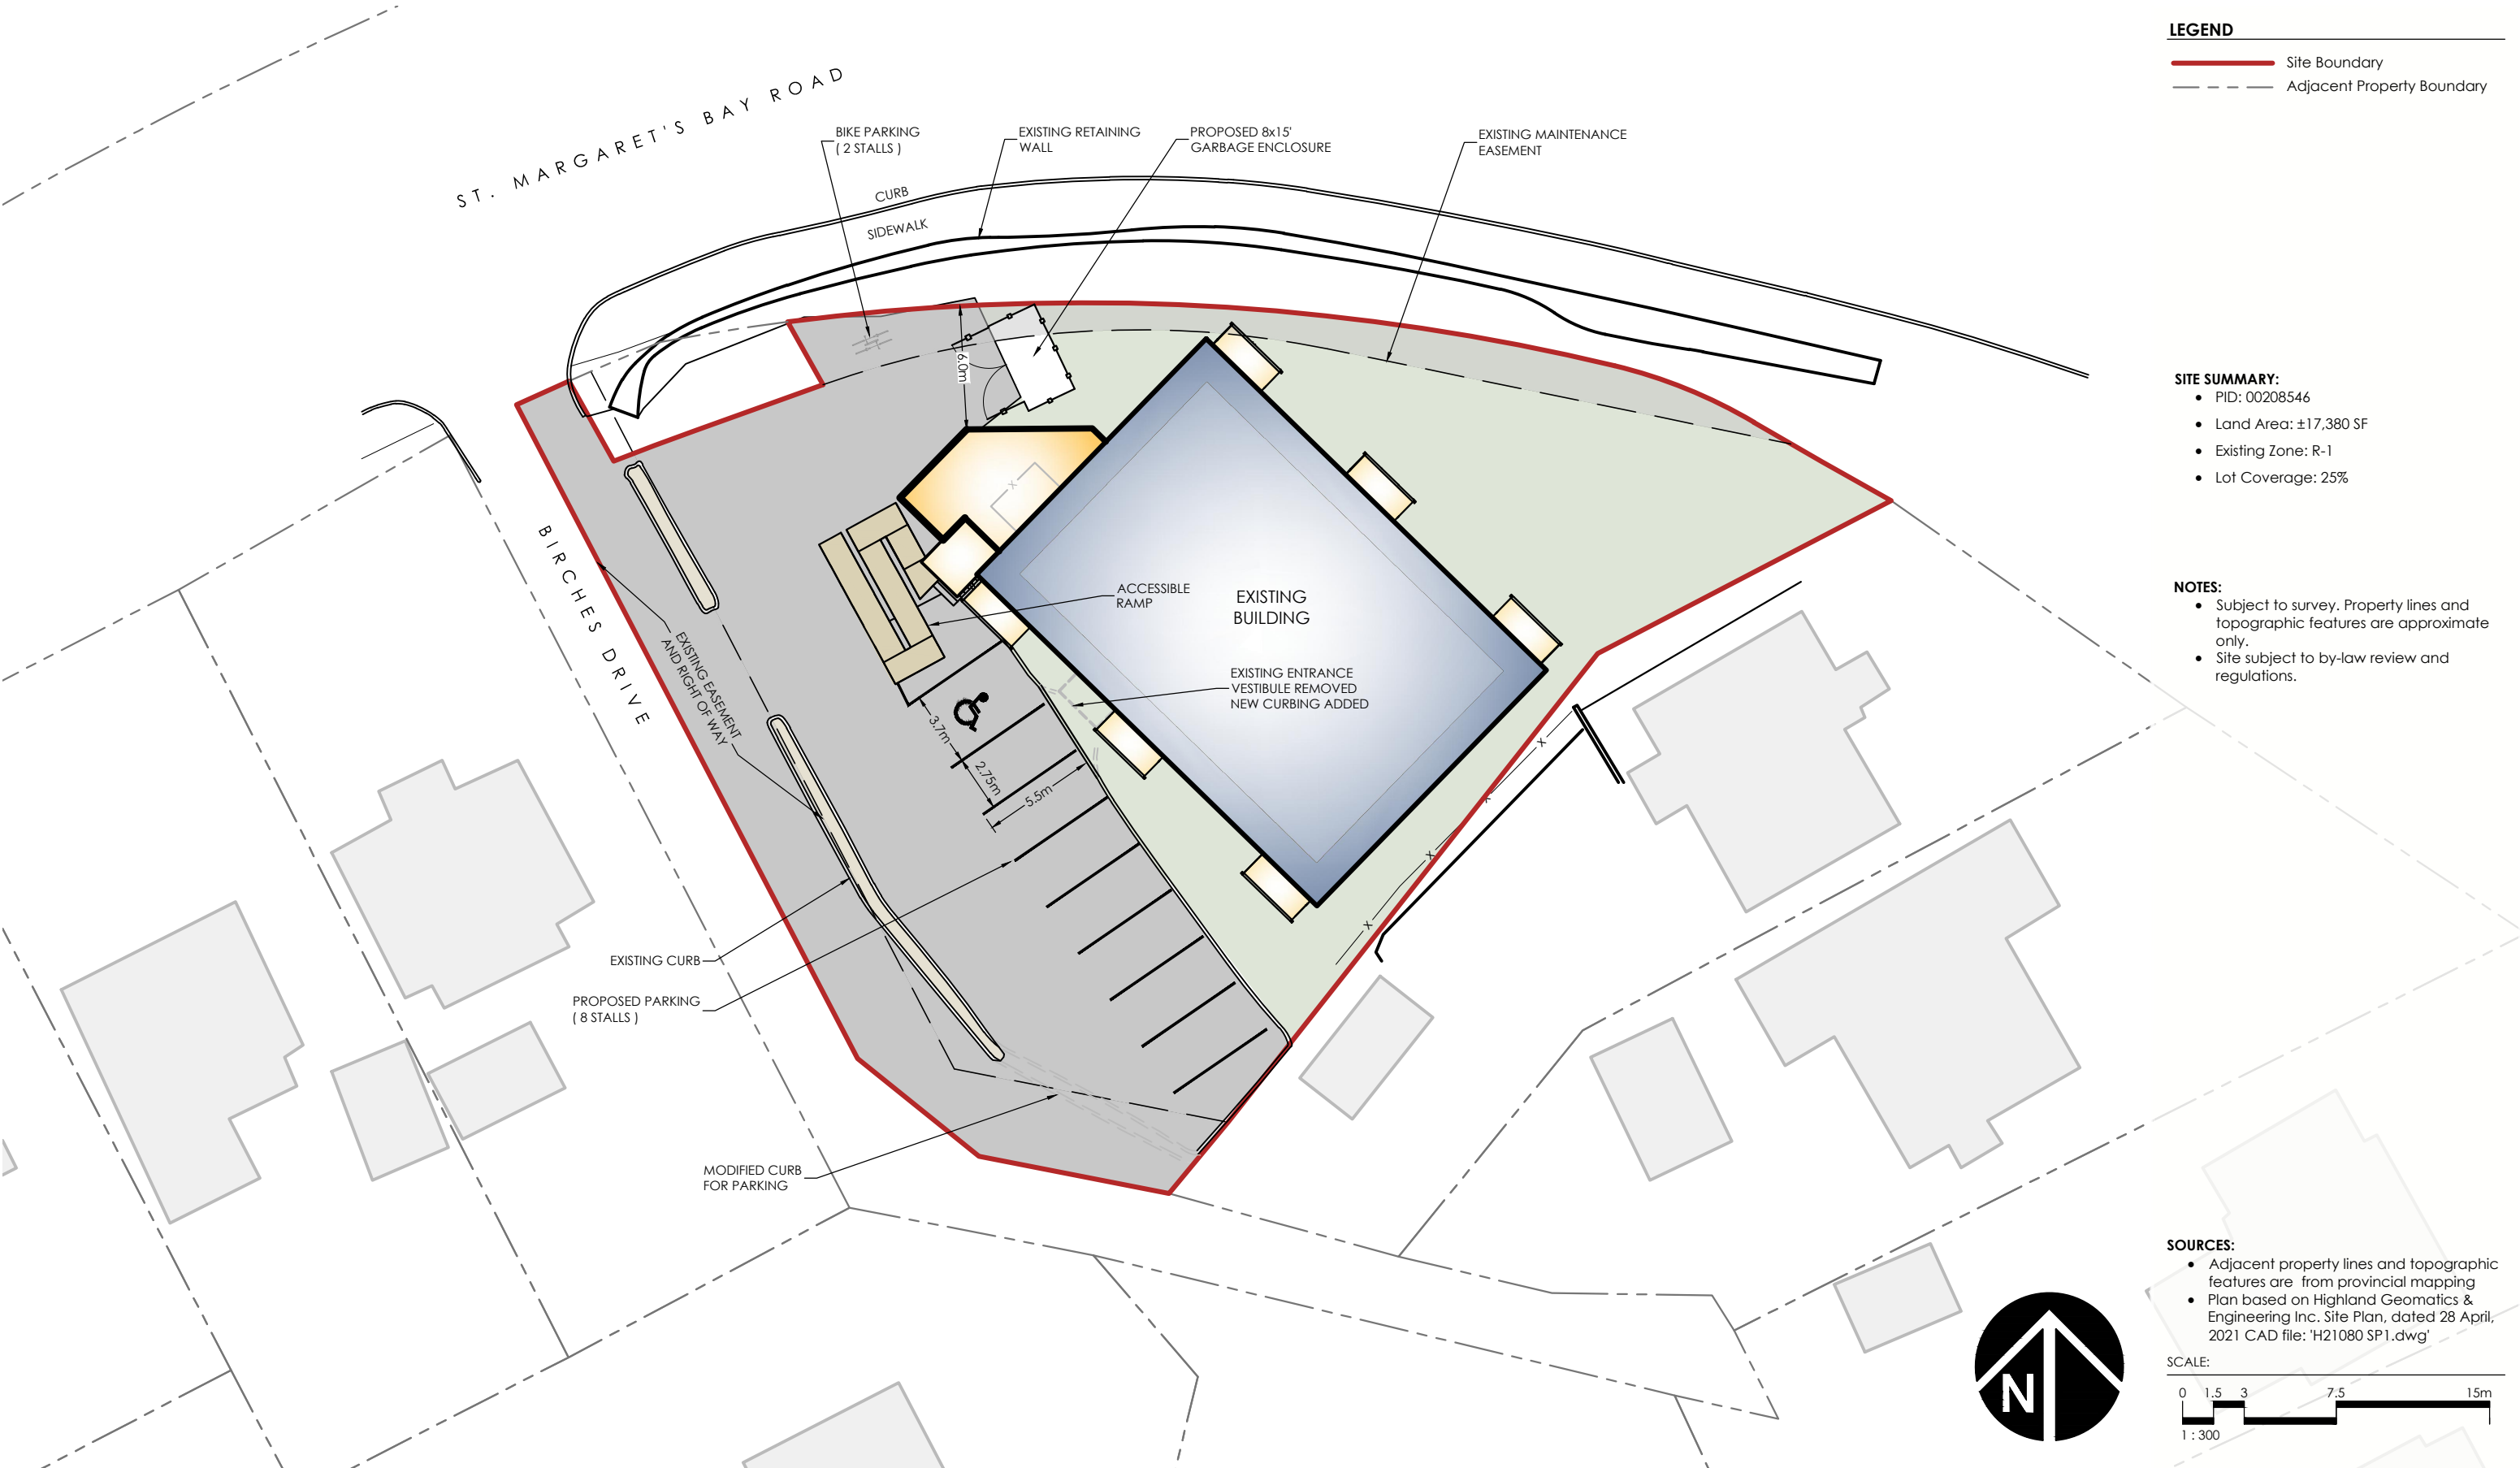 LEGEND
Site Boundary
Adjacent Property Boundary
ST. MARGARET'S BAY ROAD
BIKE PARKING
( 2 STALLS )
EXISTING RETAINING
WALL
PROPOSED 8x15'
GARBAGE ENCLOSURE
EXISTING MAINTENANCE
EASEMENT
CURB
SIDEWALK
6.0m
SITE SUMMARY:
• PID: 00208546
• Land Area: ±17,380 SF
• Existing Zone: R-1
• Lot Coverage: 25%
x
BIRCHES DRIVE
EXISTING EASEMENT
AND RIGHT OF WAY
ACCESSIBLE
RAMP
EXISTING
BUILDING
EXISTING ENTRANCE
VESTIBULE REMOVED
NEW CURBING ADDED
NOTES:
• Subject to survey. Property lines and
topographic features are approximate
only.
• Site subject to by-law review and
regulations.
3.7m
2.75m
5.5m
x
x
x
x
EXISTING CURB
PROPOSED PARKING
( 8 STALLS )
MODIFIED CURB
FOR PARKING
SOURCES:
• Adjacent property lines and topographic
features are from provincial mapping
• Plan based on Highland Geomatics &
Engineering Inc. Site Plan, dated 28 April,
2021 CAD file: 'H21080 SP1.dwg'
N
SCALE:
0 1.5 3 7.5 15m
1 : 300